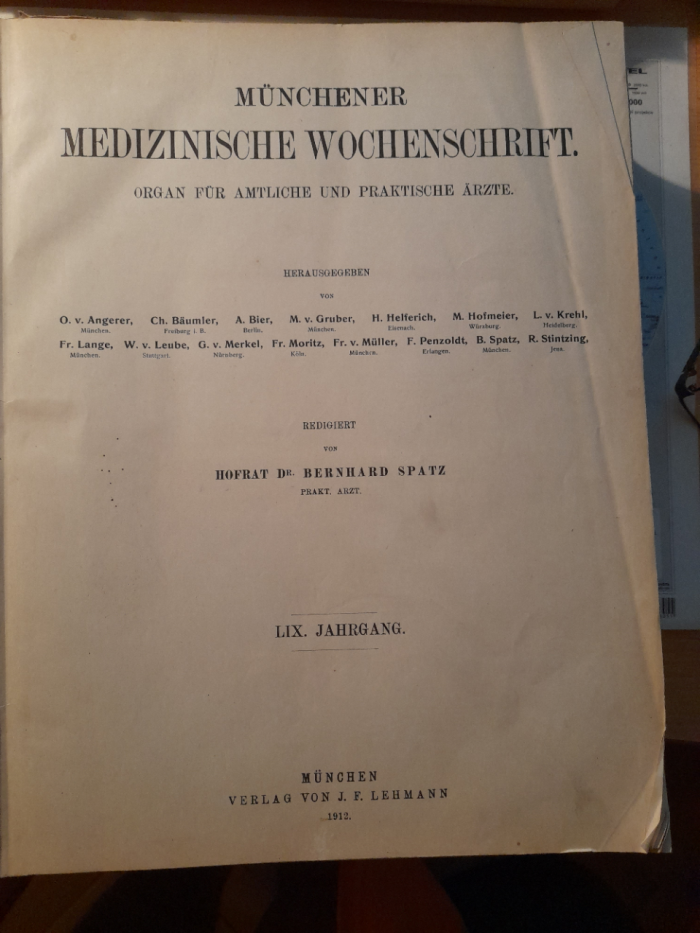 MÜNCHENER
MEDIZINISCHE WOCHENSCHRIFT.
ORGAN FÜR AMTLICHE UND PRAKTISCHE ÄRZTE.
HERAUSGEGEBEN
VON
O. v. Angerer, Ch. Bäumler, A. Bier, M. v. Gruber, H. Helferich, M. Hofmeier, L. v. Krehl,
München. Freiburg i. B. Berlin. München. Eisenach. Würzburg. Heidelberg.
Fr. Lange, W. v. Leube, G. v. Merkel, Fr. Moritz, Fr. v. Müller, F. Penzoldt, B. Spatz, R. Stintzing,
München. Stuttgart. Nürnberg. Köln. München. Erlangen. München. Jena.
REDIGIERT
VON
HOFRAT DR. BERNHARD SPATZ
PRAKT. ARZT.
LIX. JAHRGANG.
MÜNCHEN
VERLAG VON J. F. LEHMANN
1912.